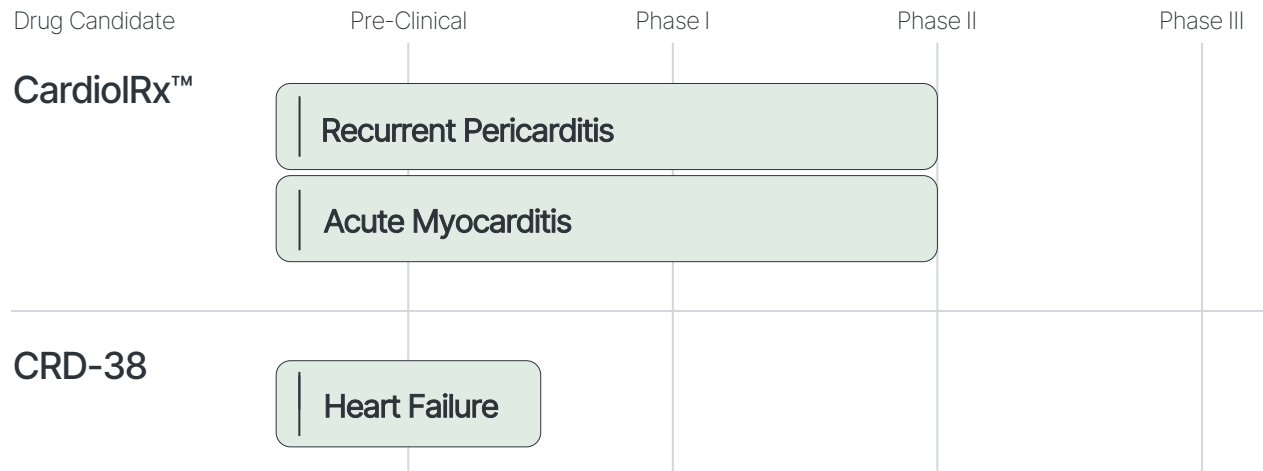 Drug Candidate Pre-Clinical Phase I Phase II Phase III
CardiolRx™
Recurrent Pericarditis
Acute Myocarditis
CRD-38
Heart Failure